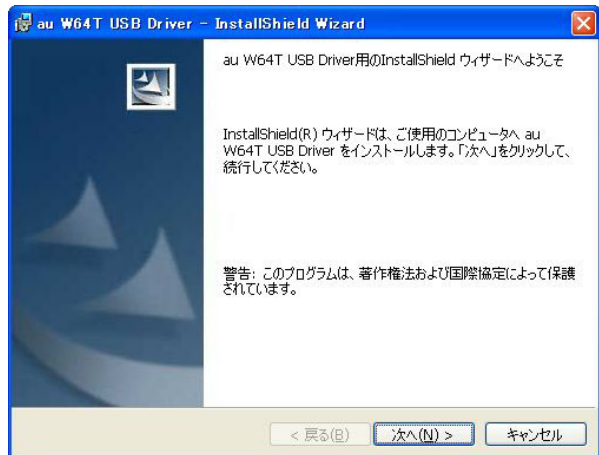 au W64T USB Driver - InstallShield Wizard
au W64T USB Driver用のInstallShield ウィザードへようこそ
InstallShield(R) ウィザードは、ご使用のコンピュータへ au
W64T USB Driver をインストールします。「次へ」をクリックして、
続行してください。
警告: このプログラムは、著作権法および国際協定によって保護
されています。
< 戻る(B) 次へ(N) > キャンセル